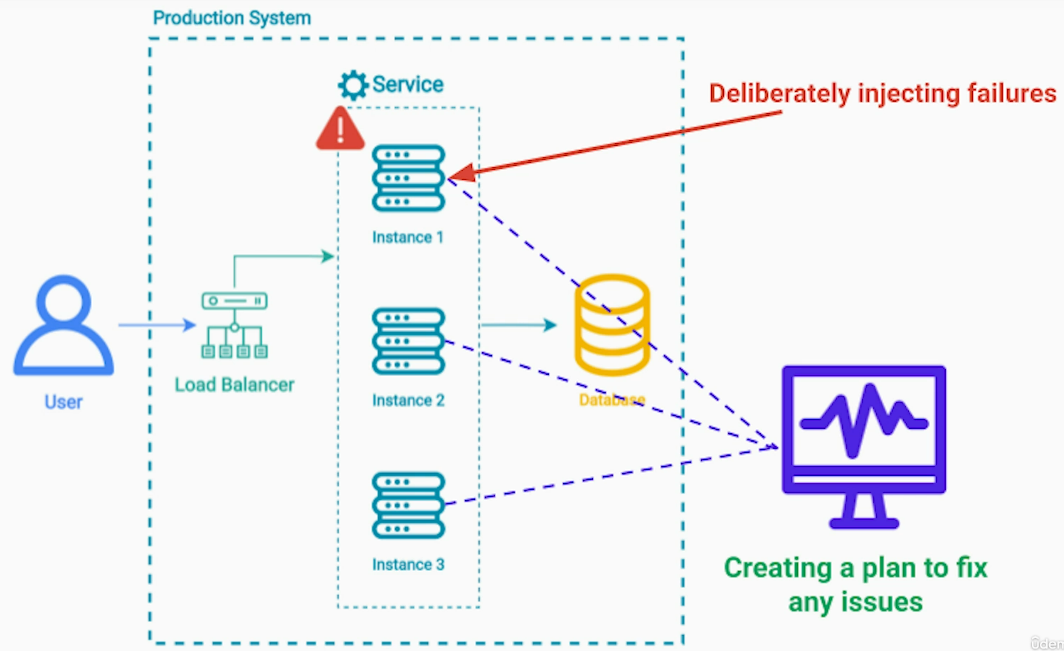 Production System
Service
Deliberately injecting failures
Instance 1
Load Balancer
User
Instance 2
Database
Instance 3
Creating a plan to fix
any issues